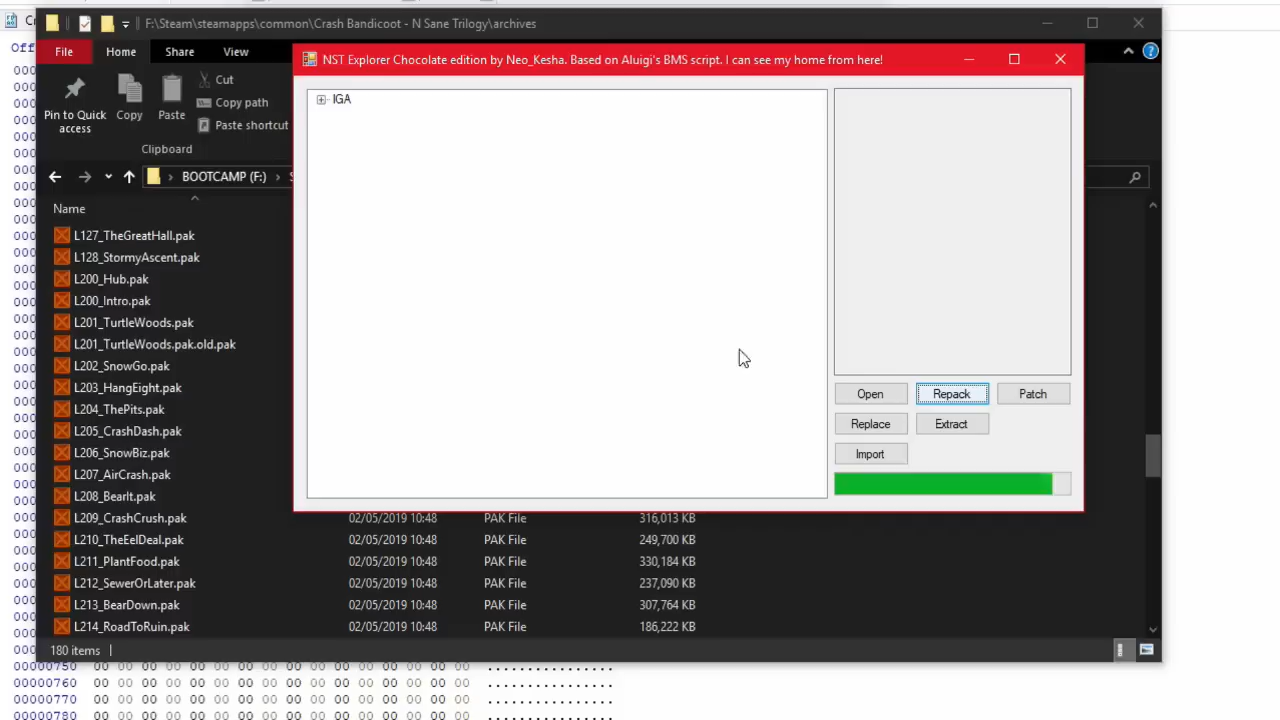 F:\Steam\steamapps\common\Crash Bandicoot - N Sane Trilogy\archives
File Home Share View
NST Explorer Chocolate edition by Neo_Kesha. Based on Aluigi's BMS script. I can see my home from here!
Pin to Quick access
Copy
Paste
Cut
Copy path
Paste shortcut
Clipboard
BOOTCAMP (F:)
IGA
Open Repack Patch
Replace Extract
Import
Name
L127_TheGreatHall.pak
L128_StormyAscent.pak
L200_Hub.pak
L200_Intro.pak
L201_TurtleWoods.pak
L201_TurtleWoods.pak.old.pak
L202_SnowGo.pak
L203_HangEight.pak
L204_ThePits.pak
L205_CrashDash.pak
L206_SnowBiz.pak
L207_AirCrash.pak
L208_BearIt.pak
L209_CrashCrush.pak 02/05/2019 10:48 PAK File 316,013 KB
L210_TheEelDeal.pak 02/05/2019 10:48 PAK File 249,700 KB
L211_PlantFood.pak 02/05/2019 10:48 PAK File 330,184 KB
L212_SewerOrLater.pak 02/05/2019 10:48 PAK File 237,090 KB
L213_BearDown.pak 02/05/2019 10:48 PAK File 307,764 KB
L214_RoadToRuin.pak 02/05/2019 10:48 PAK File 186,222 KB
180 items
00000750 00 00 00 00 00 00 00 00 00 00 00 00 00 00 00 00 ................
00000760 00 00 00 00 00 00 00 00 00 00 00 00 00 00 00 00 ................
00000770 00 00 00 00 00 00 00 00 00 00 00 00 00 00 00 00 ................
00000780 00 00 00 00 00 00 00 00 00 00 00 00 00 00 00 00 ................